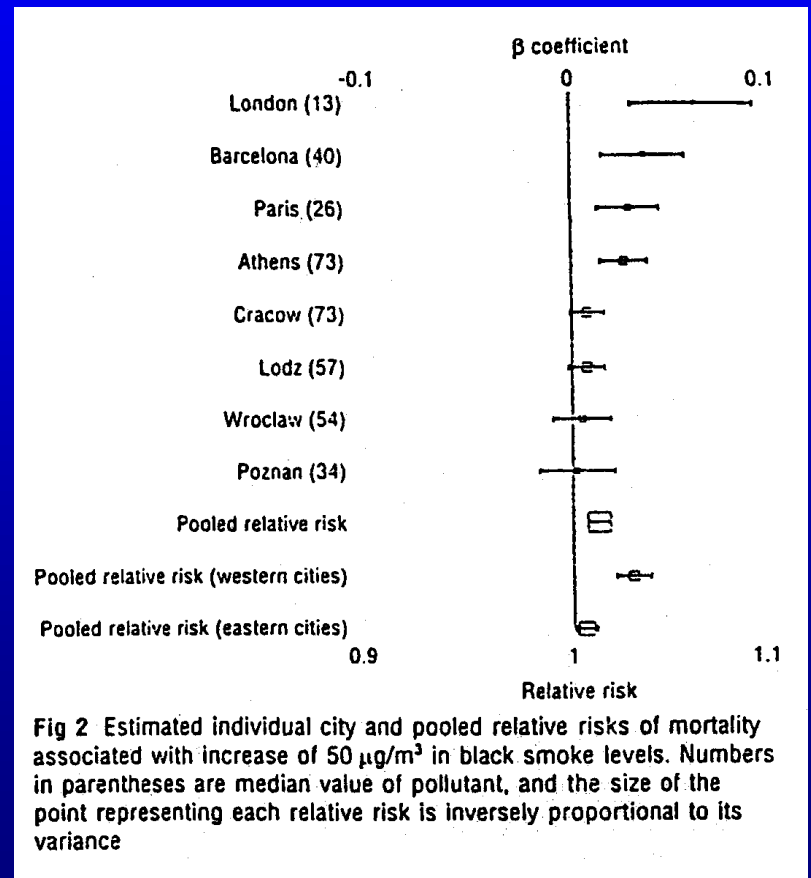 β coefficient
-0.1 0 0.1
London (13)
Barcelona (40)
Paris (26)
Athens (73)
Cracow (73)
Lodz (57)
Wroclaw (54)
Poznan (34)
Pooled relative risk
Pooled relative risk (western cities)
Pooled relative risk (eastern cities)
0.9 1 1.1
Relative risk
Fig 2 Estimated individual city and pooled relative risks of mortality
associated with increase of 50 µg/m³ in black smoke levels. Numbers
in parentheses are median value of pollutant, and the size of the
point representing each relative risk is inversely proportional to its
variance